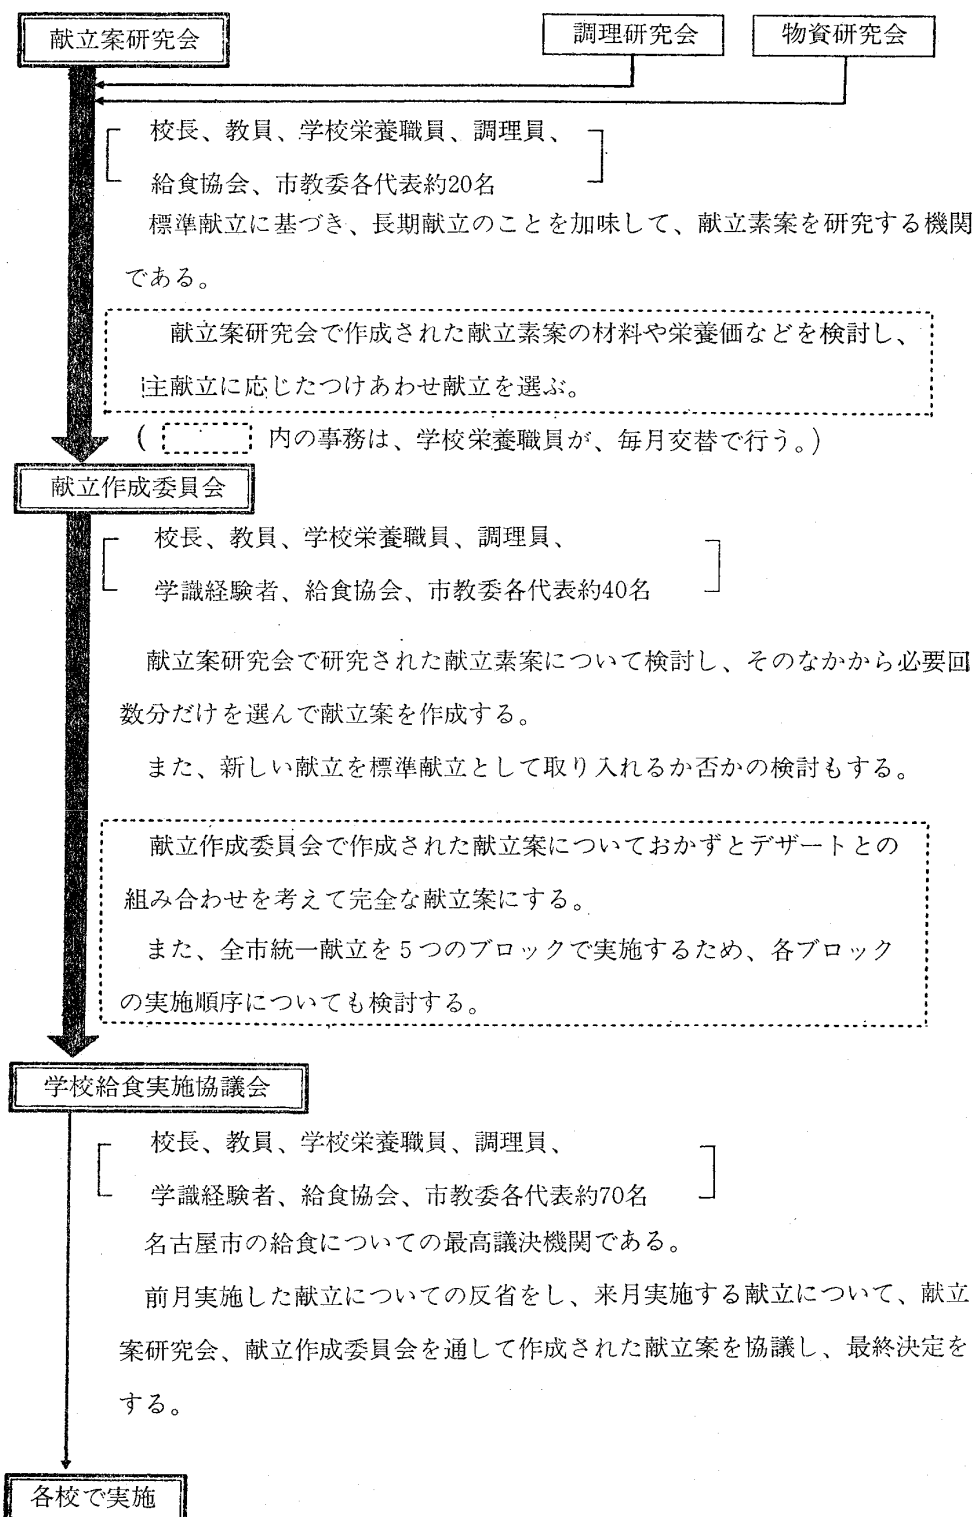 献立案研究会
調理研究会
物資研究会
校長、教員、学校栄養職員、調理員、
給食協会、市教委各代表約20名
標準献立に基づき、長期献立のことを加味して、献立素案を研究する機関
である。
献立案研究会で作成された献立素案の材料や栄養価などを検討し、
主献立に応じたつけあわせ献立を選ぶ。
( 内の事務は、学校栄養職員が、毎月交替で行う。)
献立作成委員会
校長、教員、学校栄養職員、調理員、
学識経験者、給食協会、市教委各代表約40名
献立案研究会で研究された献立素案について検討し、そのなかから必要回
数分だけを選んで献立案を作成する。
また、新しい献立を標準献立として取り入れるか否かの検討もする。
献立作成委員会で作成された献立案についておかずとデザートとの
組み合わせを考えて完全な献立案にする。
また、全市統一献立を5つのブロックで実施するため、各ブロック
の実施順序についても検討する。
学校給食実施協議会
校長、教員、学校栄養職員、調理員、
学識経験者、給食協会、市教委各代表約70名
名古屋市の給食についての最高議決機関である。
前月実施した献立についての反省をし、来月実施する献立について、献立
案研究会、献立作成委員会を通して作成された献立案を協議し、最終決定を
する。
各校で実施